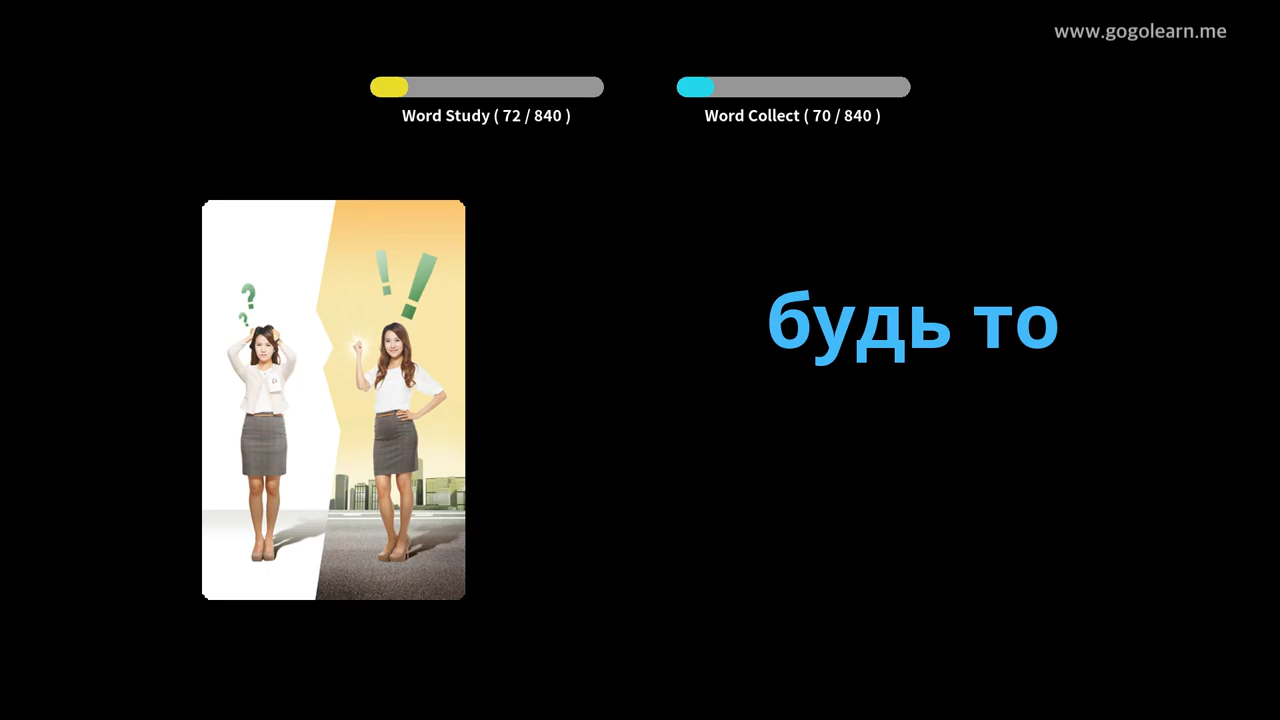 www.gogolearn.me
Word Study ( 72 / 840 )
Word Collect ( 70 / 840 )
? ?
! !
будь то